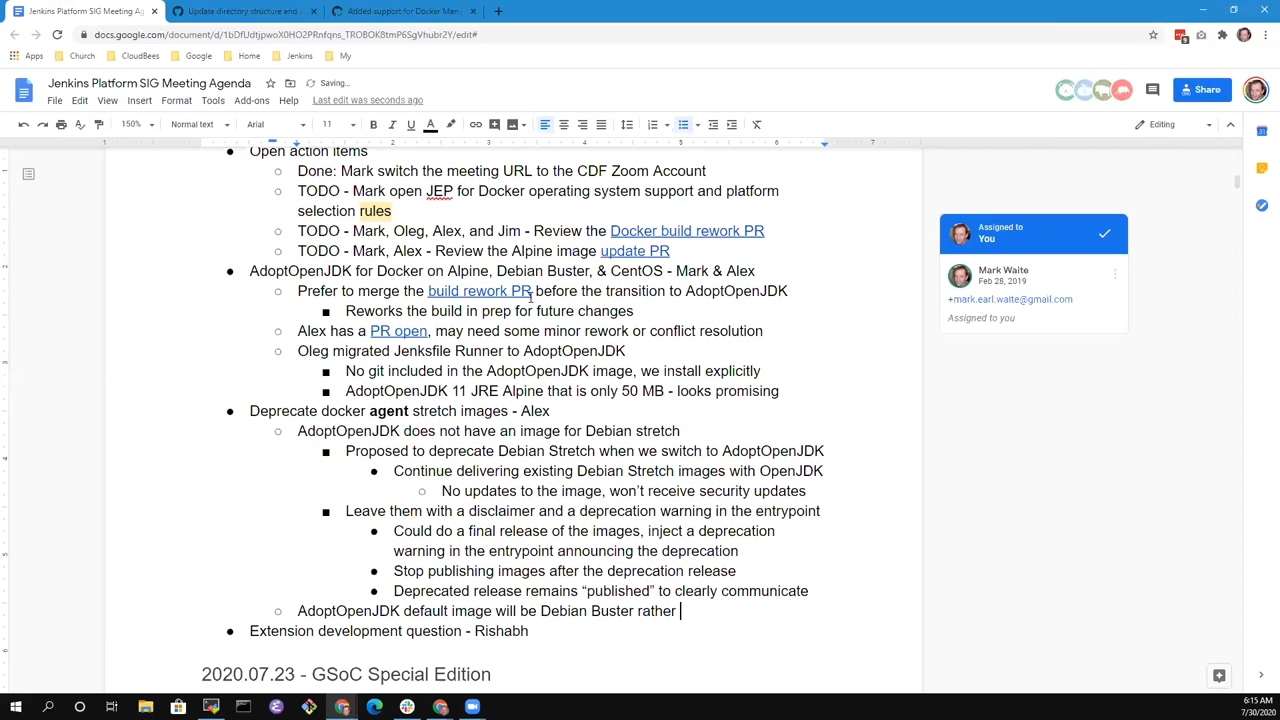 Jenkins Platform SIG Meeting Agenda
Update directory structure and
Added support for Docker Man
docs.google.com/document/d/1bDfUdtjpwoX0HO2PRnfqns_TROBOK8tmP6SgVhubr2Y/edit#
Apps Church CloudBees Google Home Jenkins My
Jenkins Platform SIG Meeting Agenda Saving...
File Edit View Insert Format Tools Add-ons Help Last edit was seconds ago
Share
150% Normal text Arial 11 Editing
1 1 2 3 4 5 6 7
Open action items
Done: Mark switch the meeting URL to the CDF Zoom Account
TODO - Mark open JEP for Docker operating system support and platform
selection rules
TODO - Mark, Oleg, Alex, and Jim - Review the Docker build rework PR
TODO - Mark, Alex - Review the Alpine image update PR
AdoptOpenJDK for Docker on Alpine, Debian Buster, & CentOS - Mark & Alex
Prefer to merge the build rework PR before the transition to AdoptOpenJDK
Reworks the build in prep for future changes
Alex has a PR open, may need some minor rework or conflict resolution
Oleg migrated Jenksfile Runner to AdoptOpenJDK
No git included in the AdoptOpenJDK image, we install explicitly
AdoptOpenJDK 11 JRE Alpine that is only 50 MB - looks promising
Deprecate docker agent stretch images - Alex
AdoptOpenJDK does not have an image for Debian stretch
Proposed to deprecate Debian Stretch when we switch to AdoptOpenJDK
Continue delivering existing Debian Stretch images with OpenJDK
No updates to the image, won't receive security updates
Leave them with a disclaimer and a deprecation warning in the entrypoint
Could do a final release of the images, inject a deprecation
warning in the entrypoint announcing the deprecation
Stop publishing images after the deprecation release
Deprecated release remains “published” to clearly communicate
AdoptOpenJDK default image will be Debian Buster rather
Extension development question - Rishabh
2020.07.23 - GSoC Special Edition
Assigned to
You
Mark Waite
Feb 28, 2019
+mark.earl.waite@gmail.com
Assigned to you
6:15 AM
7/30/2020